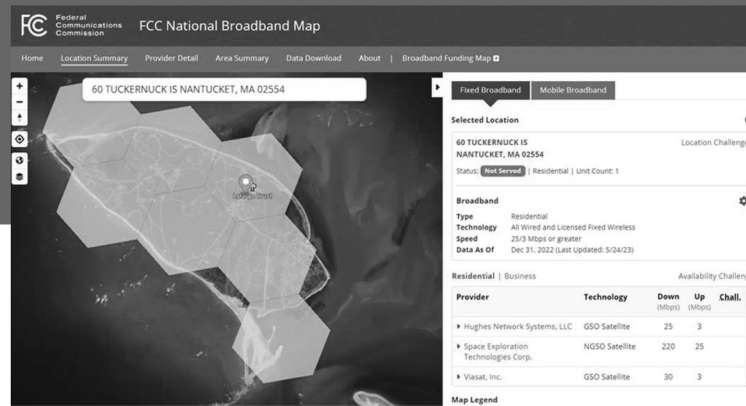 FC
Federal
Communications
Commission
FCC National Broadband Map
Home Location Summary Provider Detail Area Summary Data Download About | Broadband Funding Map
60 TUCKERNUCK IS NANTUCKET, MA 02554
Fixed Broadband Mobile Broadband
Selected Location
60 TUCKERNUCK IS Location Challenge
NANTUCKET, MA 02554
Status: Not Served | Residential | Unit Count: 1
Broadband
Type Residential
Technology All Wired and Licensed Fixed Wireless
Speed 25/3 Mbps or greater
Data As Of Dec 31, 2022 (Last Updated: 5/24/23)
Residential | Business Availability Challeng
Provider Technology Down Up Chall.
(Mbps) (Mbps)
Hughes Network Systems, LLC GSO Satellite 25 3
Space Exploration NGSO Satellite 220 25
Technologies Corp.
Viasat, Inc. GSO Satellite 30 3
Map Legend